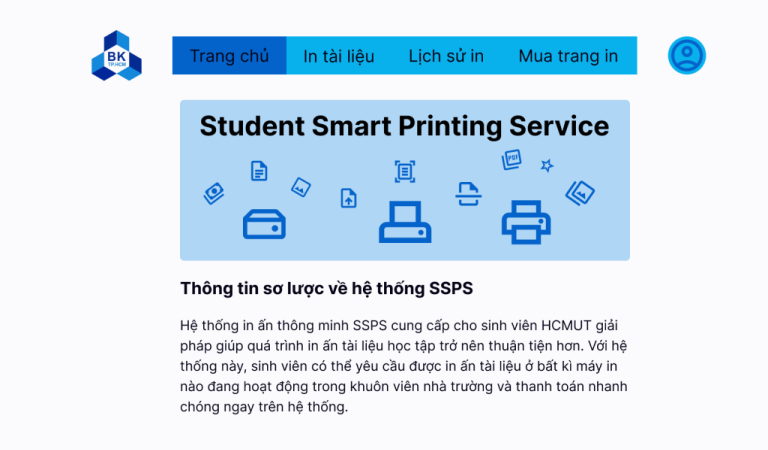 BK
TP.HCM
Trang chủ
In tài liệu
Lịch sử in
Mua trang in
Student Smart Printing Service
PDF
Thông tin sơ lược về hệ thống SSPS
Hệ thống in ấn thông minh SSPS cung cấp cho sinh viên HCMUT giải
pháp giúp quá trình in ấn tài liệu học tập trở nên thuận tiện hơn. Với hệ
thống này, sinh viên có thể yêu cầu được in ấn tài liệu ở bất kì máy in
nào đang hoạt động trong khuôn viên nhà trường và thanh toán nhanh
chóng ngay trên hệ thống.